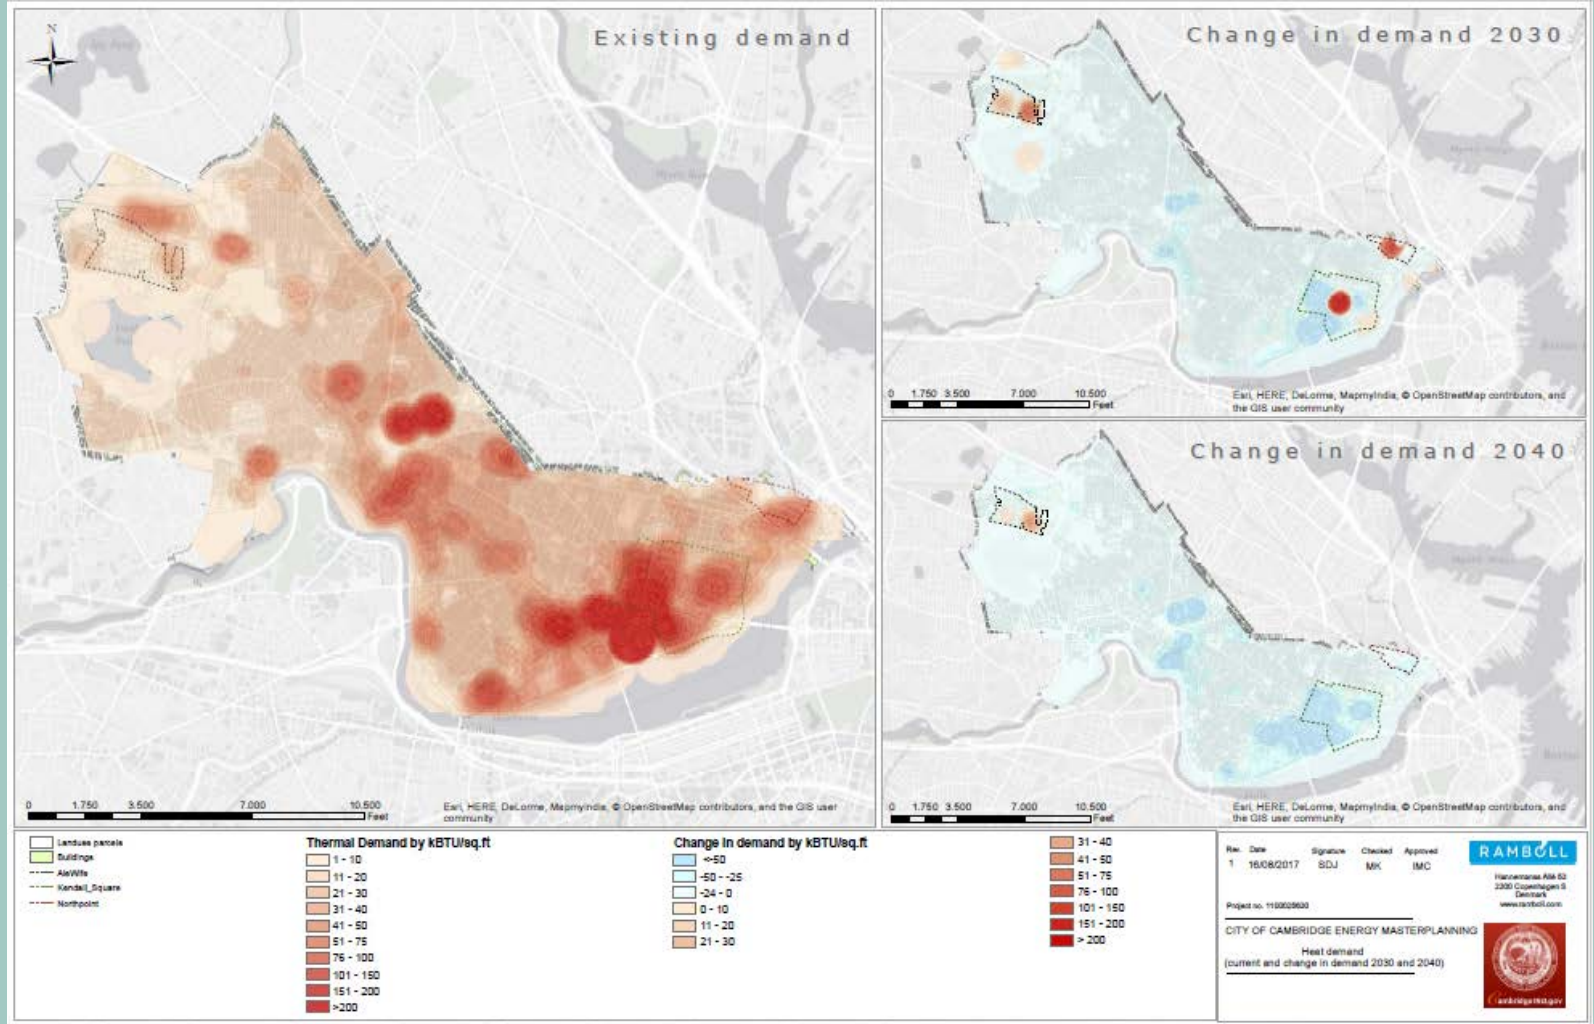 N
Existing demand
0 1.750 3.500 7.000 10.500
Feet
Esri, HERE, DeLorme, MapmyIndia, © OpenStreetMap contributors, and the GIS user
community
Change in demand 2030
0 1.750 3.500 7.000 10.500
Feet
Esri, HERE, DeLorme, MapmyIndia, © OpenStreetMap contributors, and
the GIS user community
Change in demand 2040
0 1.750 3.500 7.000 10.500
Feet
Esri, HERE, DeLorme, MapmyIndia, © OpenStreetMap contributors, and
the GIS user community
Landuse parcels
Buildings
AleWife
Kendall_Square
Northpoint
Thermal Demand by kBTU/sq.ft
1 - 10
11 - 20
21 - 30
31 - 40
41 - 50
51 - 75
76 - 100
101 - 150
151 - 200
>200
Change in demand by kBTU/sq.ft
<-50
-50 - -25
-24 - 0
0 - 10
11 - 20
21 - 30
31 - 40
41 - 50
51 - 75
76 - 100
101 - 150
151 - 200
> 200
Rev. Date Signature Checked Approved
1 16/08/2017 SDJ MK IMC
RAMBOLL
Hannemanns Allé 53
2300 Copenhagen S
Denmark
www.ramboll.com
Project no.
CITY OF CAMBRIDGE ENERGY MASTERPLANNING
Heat demand
(current and change in demand 2030 and 2040)